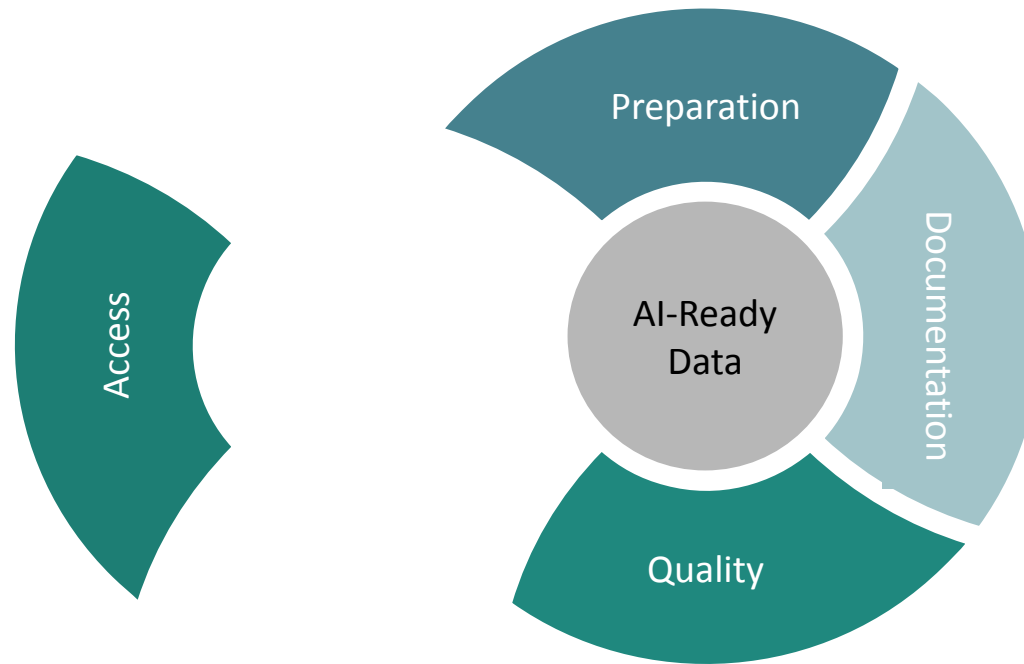 Preparation
Documentation
AI-Ready
Data
Access
Quality